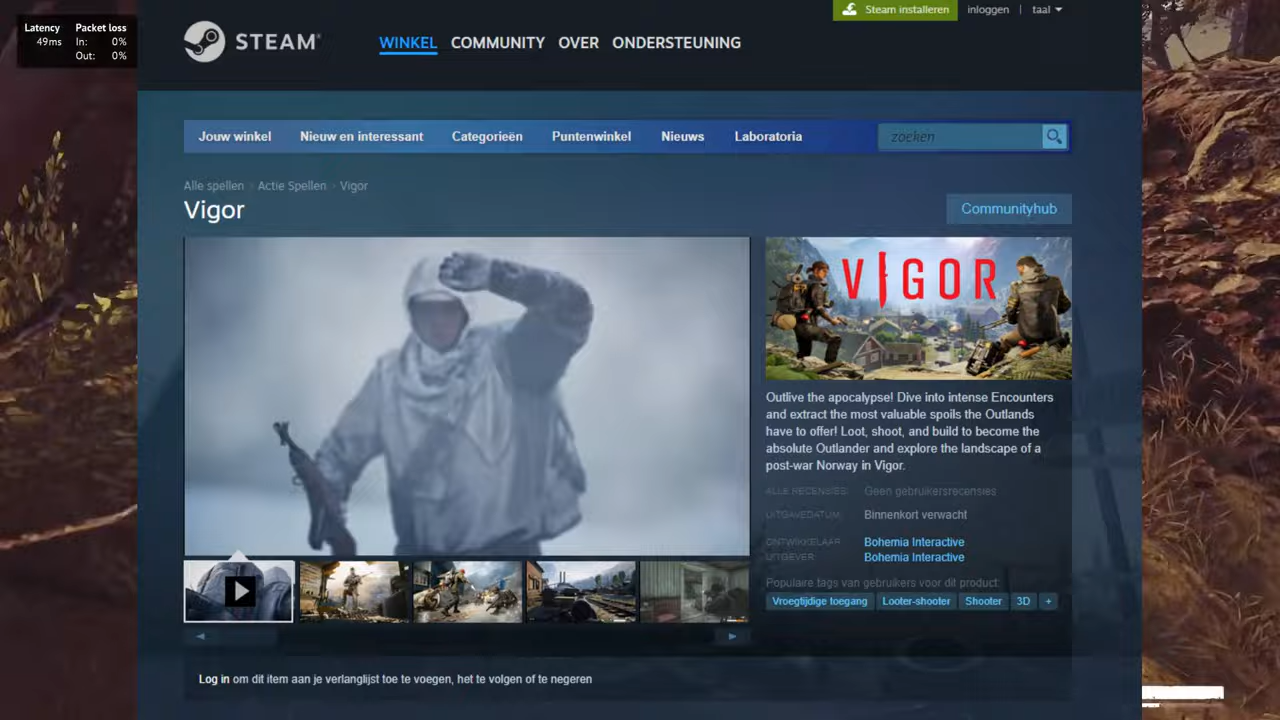 Latency
Packet loss
49ms
In:
0%
Out:
0%
STEAM
WINKEL
COMMUNITY
OVER
ONDERSTEUNING
Steam installeren
inloggen
|
taal
Jouw winkel
Nieuw en interessant
Categorieën
Puntenwinkel
Nieuws
Laboratoria
zoeken
Alle spellen
Actie Spellen
Vigor
Vigor
Communityhub
VIGOR
Outlive the apocalypse! Dive into intense Encounters
and extract the most valuable spoils the Outlands
have to offer! Loot, shoot, and build to become the
absolute Outlander and explore the landscape of a
post-war Norway in Vigor.
ALLE RECENSIES:
Geen gebruikersrecensies
UITGAVEDATUM:
Binnenkort verwacht
ONTWIKKELAAR:
Bohemia Interactive
UITGEVER:
Bohemia Interactive
Populaire tags van gebruikers voor dit product:
Vroegtijdige toegang
Looter-shooter
Shooter
3D
+
Log in om dit item aan je verlanglijst toe te voegen, het te volgen of te negeren